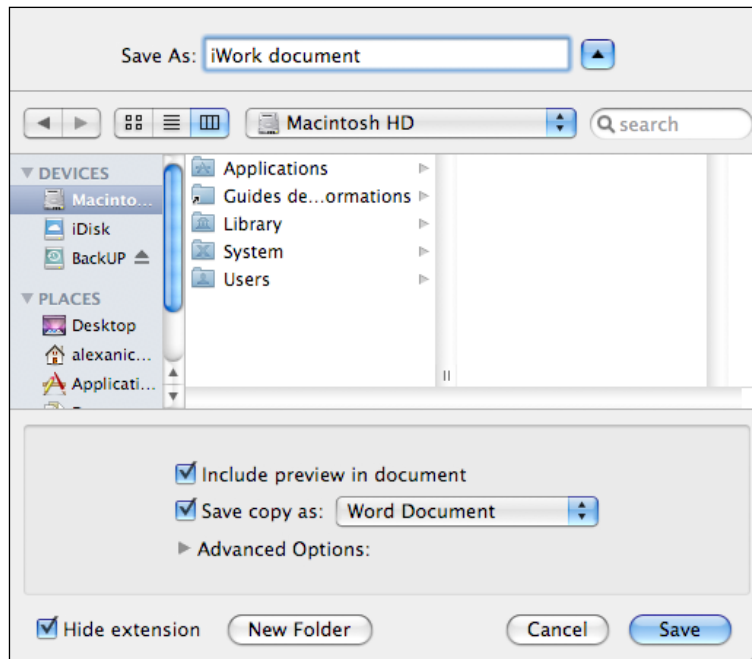 Save As: iWork document
Macintosh HD
search
DEVICES
Macinto...
iDisk
BackUP
PLACES
Desktop
alexanic...
Applicati...
Applications
Guides de...ormations
Library
System
Users
Include preview in document
Save copy as: Word Document
Advanced Options:
Hide extension New Folder Cancel Save